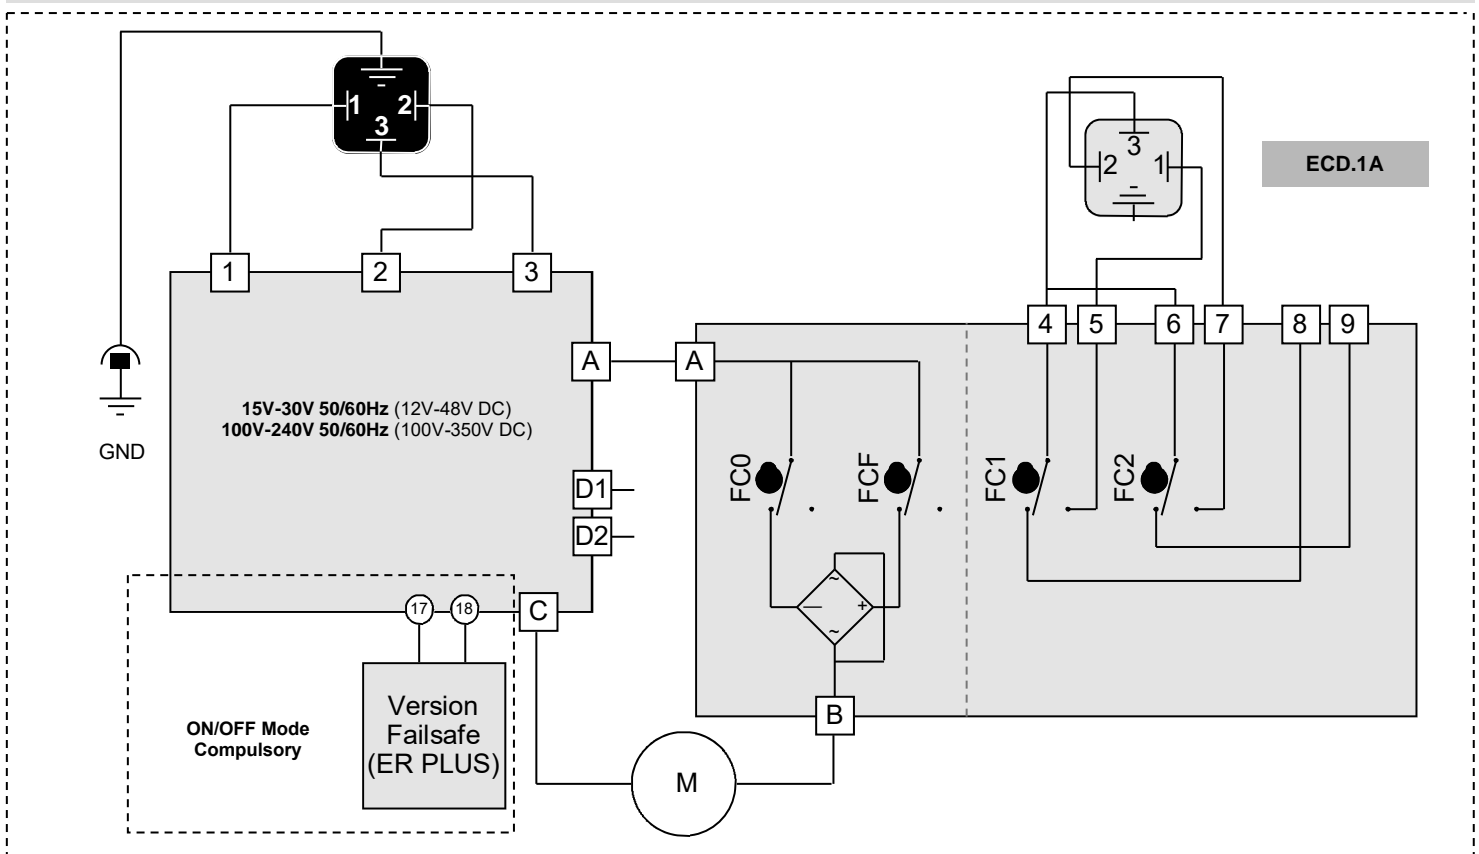 1 2
3
3
2 1
ECD.1A
1 2 3
4 5 6 7 8 9
A A
15V-30V 50/60Hz (12V-48V DC)
100V-240V 50/60Hz (100V-350V DC)
GND
FC0 FCF FC1 FC2
D1
D2
~
— +
~
17 18
C
Version
Failsafe
(ER PLUS)
ON/OFF Mode
Compulsory
B
M